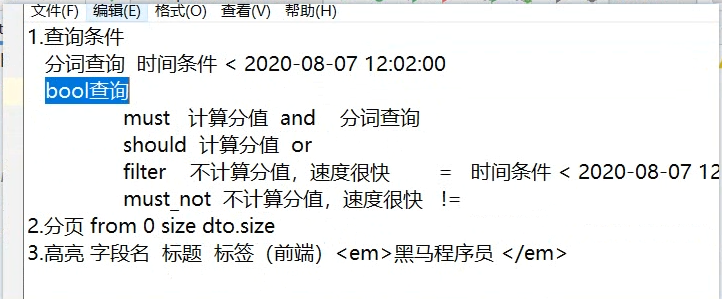 文件(F) 编辑(E) 格式(O) 查看(V) 帮助(H)
1.查询条件
分词查询 时间条件 < 2020-08-07 12:02:00
bool查询
must 计算分值 and 分词查询
should 计算分值 or
filter 不计算分值，速度很快 = 时间条件 < 2020-08-07 12
must_not 不计算分值，速度很快 !=
2.分页 from 0 size dto.size
3.高亮 字段名 标题 标签（前端）<em>黑马程序员 </em>